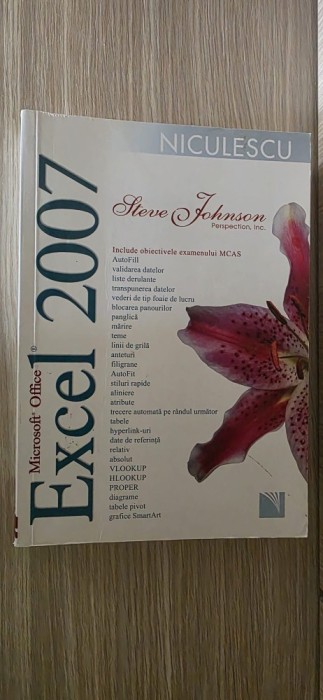 NICULESCU
Steve Johnson
Perspection, Inc.
Microsoft® Office
Excel 2007
Include obiectivele examenului MCAS
AutoFill
validarea datelor
liste derulante
transpunerea datelor
vederi de tip foaie de lucru
blocarea panourilor
panglică
mărire
teme
linii de grilă
anteturi
filigrane
AutoFit
stiluri rapide
aliniere
atribute
trecere automată pe rândul următor
tabele
hyperlink-uri
date de referință
relativ
absolut
VLOOKUP
HLOOKUP
PROPER
diagrame
tabele pivot
grafice SmartArt
N